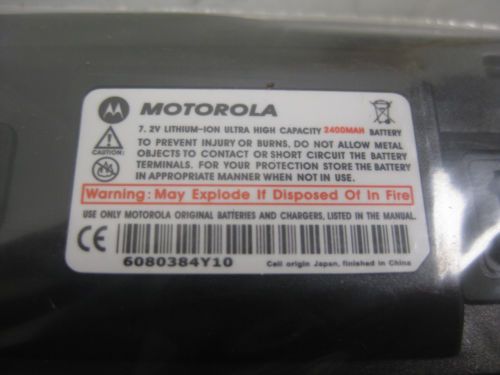 MOTOROLA
7. 2V LITHIUM-ION ULTRA HIGH CAPACITY 2400MAH BATTERY
CAUTION:
TO PREVENT INJURY OR BURNS, DO NOT ALLOW METAL
OBJECTS TO CONTACT OR SHORT CIRCUIT THE BATTERY
TERMINALS. FOR YOUR PROTECTION STORE THE BATTERY
IN APPROPRIATE MANNER WHEN NOT IN USE.
Warning: May Explode If Disposed Of In Fire
USE ONLY MOTOROLA ORIGINAL BATTERIES AND CHARGERS, LISTED IN THE MANUAL.
CE
6080384Y10
Cell origin Japan, finished in China